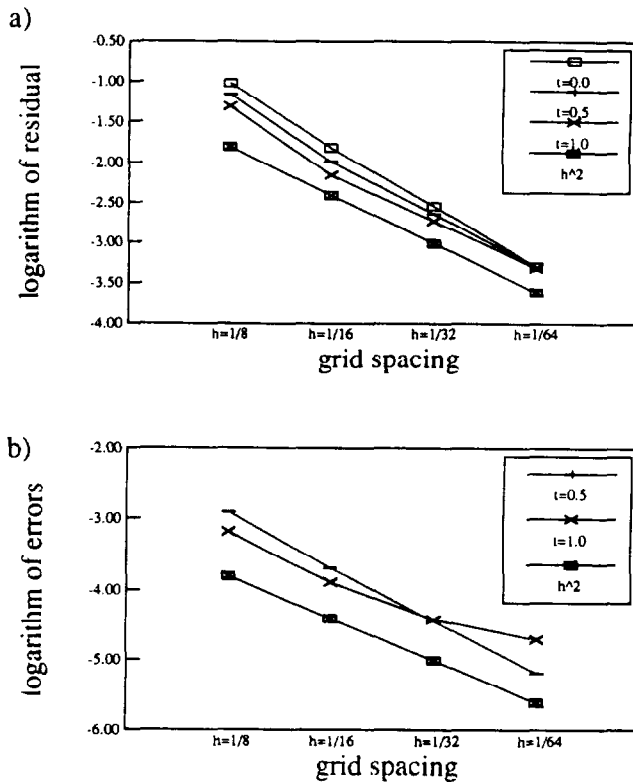 a)
logarithm of residual
-0.50
-1.00
-1.50
-2.00
-2.50
-3.00
-3.50
-4.00
h=1/8 h=1/16 h=1/32 h=1/64
grid spacing
t=0.0
t=0.5
t=1.0
h^2
b)
logarithm of errors
-2.00
-3.00
-4.00
-5.00
-6.00
h=1/8 h=1/16 h=1/32 h=1/64
grid spacing
t=0.5
t=1.0
h^2